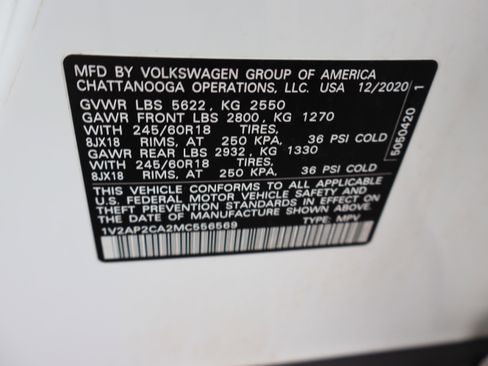 MFD BY VOLKSWAGEN GROUP OF AMERICA
CHATTANOOGA OPERATIONS, LLC. USA 12/2020
GVWR LBS 5622, KG 2550
GAWR FRONT LBS 2800, KG 1270
WITH 245/60R18 TIRES,
8JX18 RIMS, AT 250 KPA, 36 PSI COLD
GAWR REAR LBS 2932, KG 1330
WITH 245/60R18 TIRES,
8JX18 RIMS, AT 250 KPA, 36 PSI COLD
THIS VEHICLE CONFORMS TO ALL APPLICABLE
U.S. FEDERAL MOTOR VEHICLE SAFETY AND
THEFT PREVENTION STANDARDS IN EFFECT ON
THE DATE OF MANUFACTURE SHOWN ABOVE.
1V2AP2CA2MC556569 TYPE: MPV
5050420 1